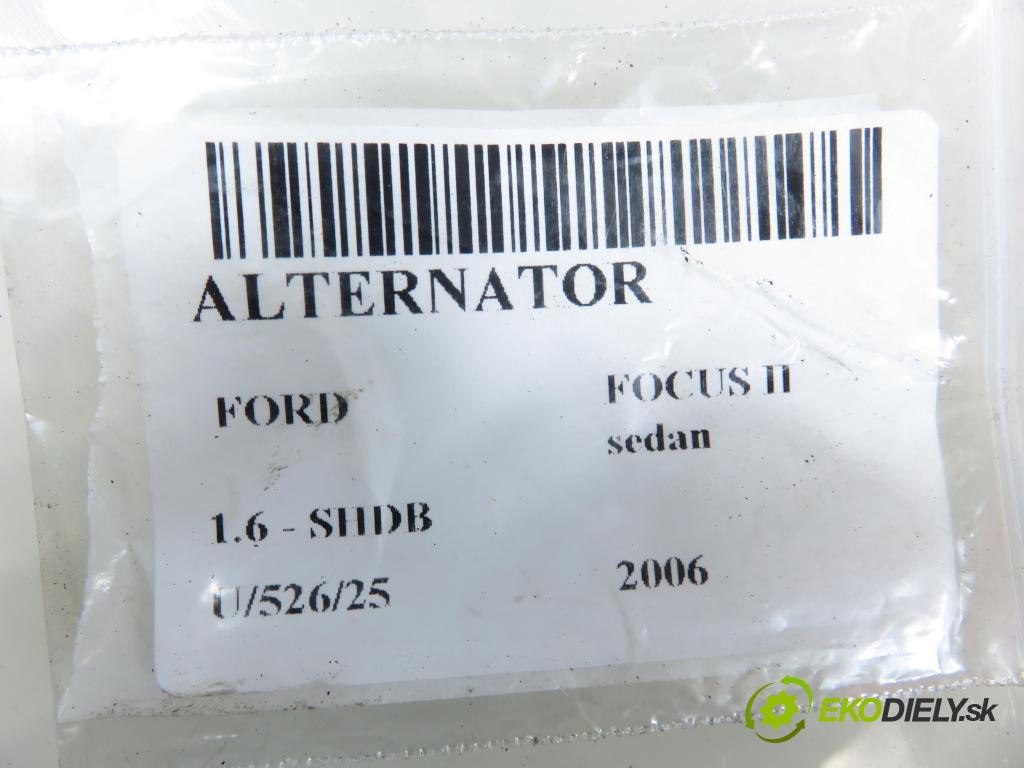 ALTERNATOR
FORD
FOCUS II
sedan
1.6 - SHDB
U/526/25
2006
EKODIELY.sk